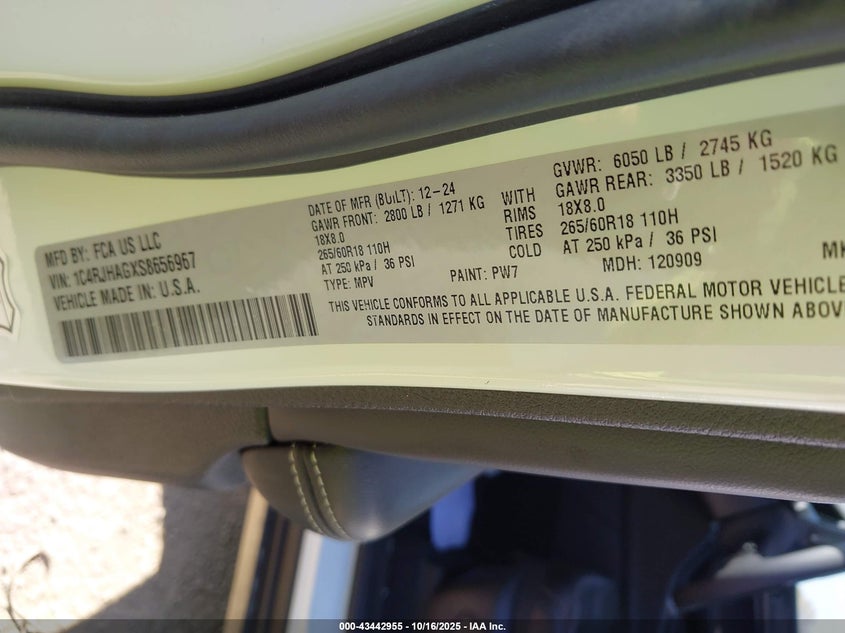 MFD BY: FCA US LLC
VIN: 1C4RJHAGXS8656967
VEHICLE MADE IN: U.S.A.
DATE OF MFR (BUILT): 12-24
GAWR FRONT: 2800 LB / 1271 KG
18X8.0
265/60R18 110H
AT 250 kPa / 36 PSI
TYPE: MPV
WITH
RIMS
TIRES
COLD
PAINT: PW7
GVWR: 6050 LB / 2745 KG
GAWR REAR: 3350 LB / 1520 KG
18X8.0
265/60R18 110H
AT 250 kPa / 36 PSI
MDH: 120909
THIS VEHICLE CONFORMS TO ALL APPLICABLE U.S.A. FEDERAL MOTOR VEHICLE
STANDARDS IN EFFECT ON THE DATE OF MANUFACTURE SHOWN ABOV
000-43442955 - 10/16/2025 - IAA Inc.